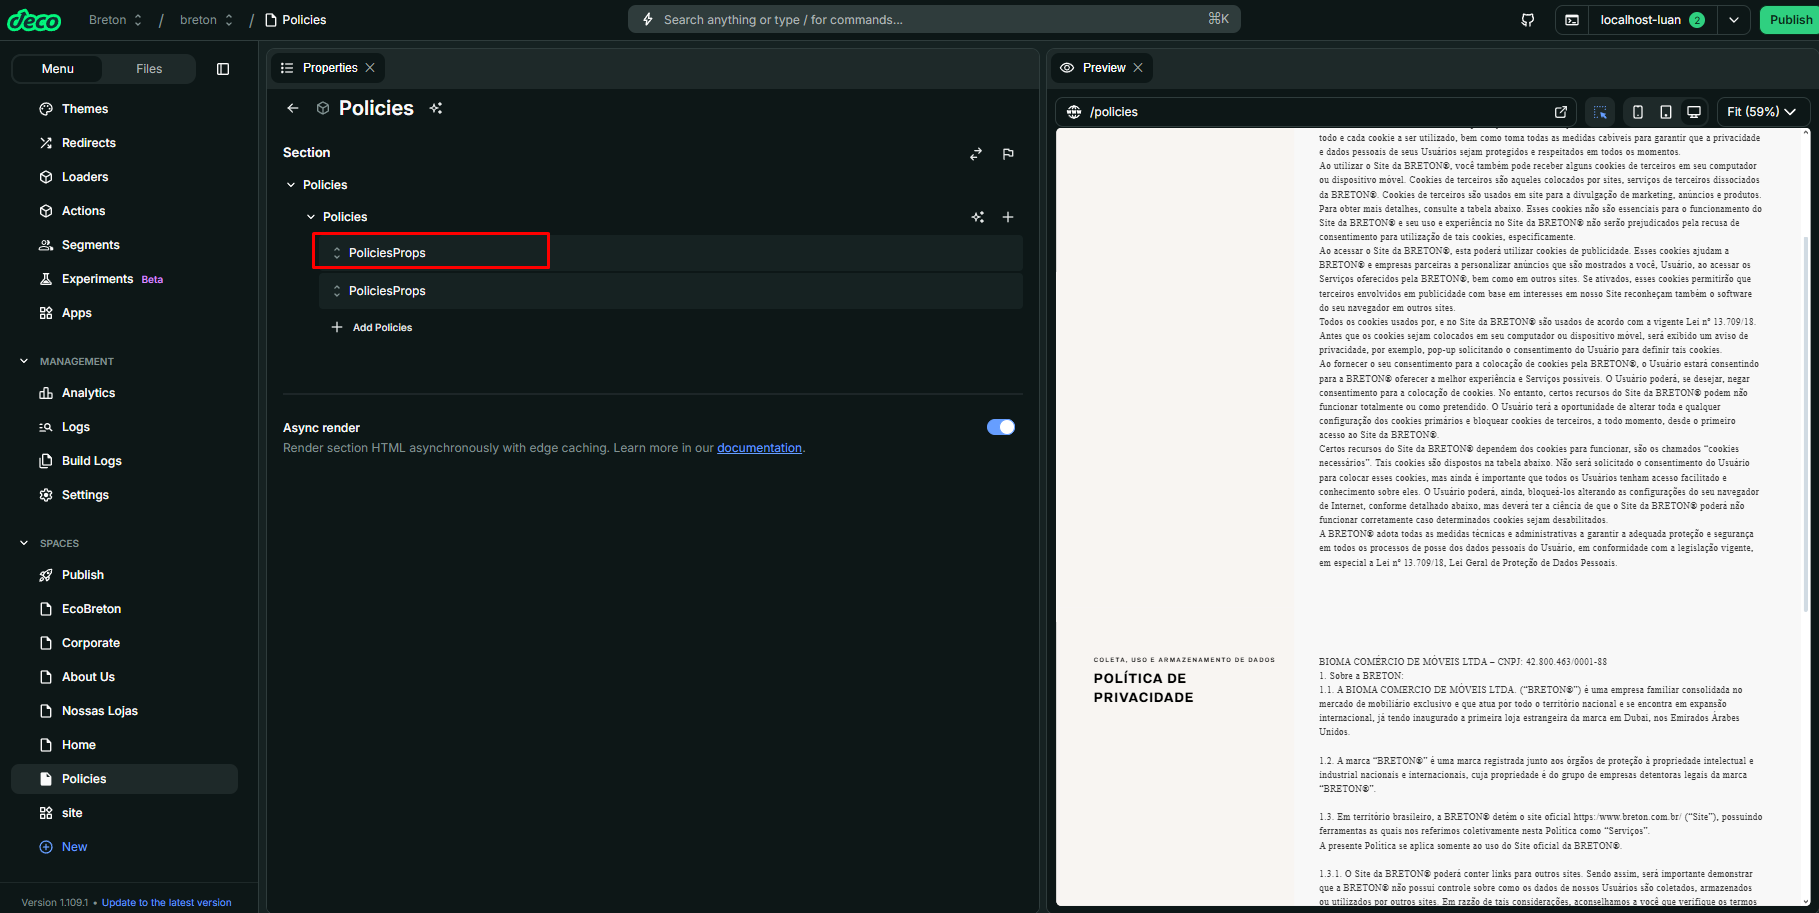 deco
Breton / breton / Policies
Search anything or type / for commands... ⌘K
localhost-luan 2
Publish
Menu Files
Themes
Redirects
Loaders
Actions
Segments
Experiments Beta
Apps
MANAGEMENT
Analytics
Logs
Build Logs
Settings
SPACES
Publish
EcoBreton
Corporate
About Us
Nossas Lojas
Home
Policies
site
New
Version 1.109.1 • Update to the latest version
Properties
Policies
Section
Policies
Policies
PoliciesProps
PoliciesProps
Add Policies
Async render
Render section HTML asynchronously with edge caching. Learn more in our documentation.
Preview
/policies
Fit (59%)
todo e cada cookie a ser utilizado, bem como toma todas as medidas cabíveis para garantir que a privacidade
e dados pessoais de seus Usuários sejam protegidos e respeitados em todos os momentos.
Ao utilizar o Site da BRETON®, você também pode receber alguns cookies de terceiros em seu computador
ou dispositivo móvel. Cookies de terceiros são aqueles colocados por sites, serviços de terceiros dissociados
da BRETON®. Cookies de terceiros são usados em site para a divulgação de marketing, anúncios e produtos.
Para obter mais detalhes, consulte a tabela abaixo. Esses cookies não são essenciais para o funcionamento do
Site da BRETON® e seu uso e experiência no Site da BRETON® não serão prejudicados pela recusa de
consentimento para utilização de tais cookies, especificamente.
Ao acessar o Site da BRETON®, esta poderá utilizar cookies de publicidade. Esses cookies ajudam a
BRETON® e empresas parceiras a personalizar anúncios que são mostrados a você, Usuário, ao acessar os
Serviços oferecidos pela BRETON®, bem como em outros sites. Se ativados, esses cookies permitirão que
terceiros envolvidos em publicidade com base em interesses em nosso Site reconheçam também o software
do seu navegador em outros sites.
Todos os cookies usados por, e no Site da BRETON® são usados de acordo com a vigente Lei nº 13.709/18.
Antes que os cookies sejam colocados em seu computador ou dispositivo móvel, será exibido um aviso de
privacidade, por exemplo, pop-up solicitando o consentimento do Usuário para definir tais cookies.
Ao fornecer o seu consentimento para a colocação de cookies pela BRETON®, o Usuário estará consentindo
para a BRETON® oferecer a melhor experiência e Serviços possíveis. O Usuário poderá, se desejar, negar
consentimento para a colocação de cookies. No entanto, certos recursos do Site da BRETON® podem não
funcionar totalmente ou como pretendido. O Usuário terá a oportunidade de alterar toda e qualquer
configuração dos cookies primários e bloquear cookies de terceiros, a todo momento, desde o primeiro
acesso ao Site da BRETON®.
Certos recursos do Site da BRETON® dependem dos cookies para funcionar, são os chamados “cookies
necessários”. Tais cookies são dispostos na tabela abaixo. Não será solicitado o consentimento do Usuário
para colocar esses cookies, mas ainda é importante que todos os Usuários tenham acesso facilitado e
conhecimento sobre eles. O Usuário poderá, ainda, bloqueá-los alterando as configurações do seu navegador
de Internet, conforme detalhado abaixo, mas deverá ter a ciência de que o Site da BRETON® poderá não
funcionar corretamente caso determinados cookies sejam desabilitados.
A BRETON® adota todas as medidas técnicas e administrativas a garantir a adequada proteção e segurança
em todos os processos de posse dos dados pessoais do Usuário, em conformidade com a legislação vigente,
em especial a Lei nº 13.709/18, Lei Geral de Proteção de Dados Pessoais.
COLETA, USO E ARMAZENAMENTO DE DADOS
POLÍTICA DE
PRIVACIDADE
BIOMA COMÉRCIO DE MÓVEIS LTDA – CNPJ: 42.800.463/0001-88
1. Sobre a BRETON:
1.1. A BIOMA COMERCIO DE MÓVEIS LTDA. (“BRETON®”) é uma empresa familiar consolidada no
mercado de mobiliário exclusivo e que atua por todo o território nacional e se encontra em expansão
internacional, já tendo inaugurado a primeira loja estrangeira da marca em Dubai, nos Emirados Árabes
Unidos.
1.2. A marca “BRETON®” é uma marca registrada junto aos órgãos de proteção à propriedade intelectual e
industrial nacionais e internacionais, cuja propriedade é do grupo de empresas detentoras legais da marca
“BRETON®”.
1.3. Em território brasileiro, a BRETON® detém o site oficial https:/www.breton.com.br/ (“Site”), possuindo
ferramentas as quais nos referimos coletivamente nesta Política como “Serviços”.
A presente Política se aplica somente ao uso do Site oficial da BRETON®.
1.3.1. O Site da BRETON® poderá conter links para outros sites. Sendo assim, será importante demonstrar
que a BRETON® não possui controle sobre como os dados de nossos Usuários são coletados, armazenados
ou utilizados por outros sites. Em razão de tais considerações, aconselhamos a você que verifique os termos